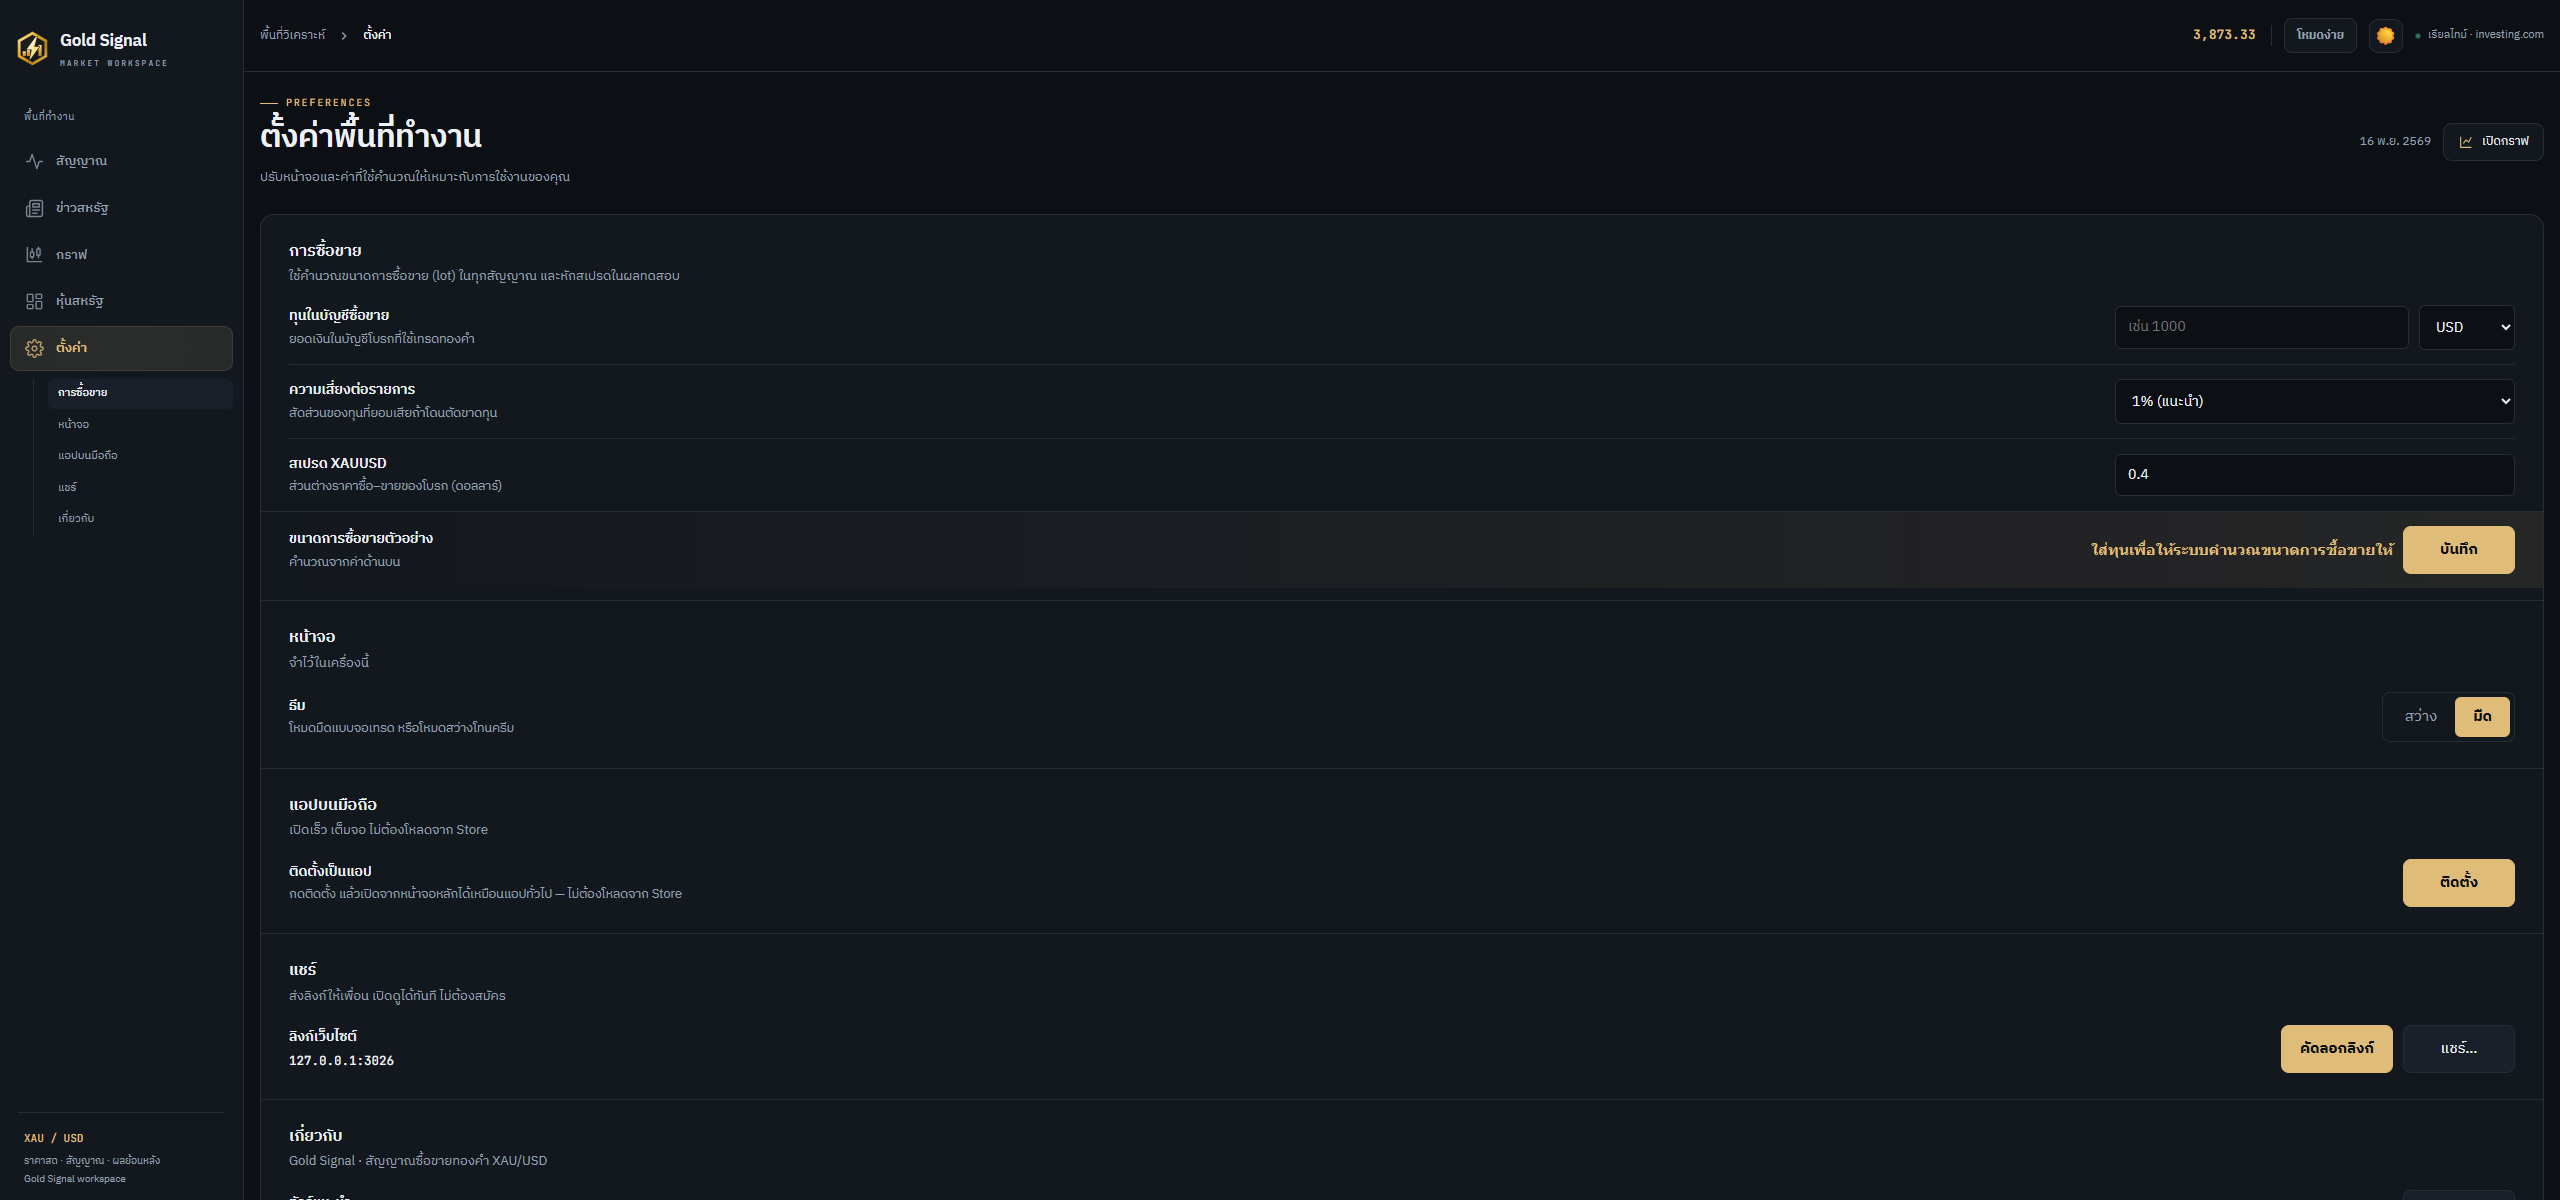 Gold Signal
MARKET WORKSPACE
พื้นที่ทำงาน
สัญญาณ
ข่าวสหรัฐ
กราฟ
หุ้นสหรัฐ
ตั้งค่า
การซื้อขาย
หน้าจอ
แอปบนมือถือ
แชร์
เกี่ยวกับ
XAU / USD
ราคาสด · สัญญาณ · ผลย้อนหลัง
Gold Signal workspace
พื้นที่วิเคราะห์ > ตั้งค่า
3,873.33
โหมดง่าย
เรียลไทม์ · investing.com
PREFERENCES
ตั้งค่าพื้นที่ทำงาน
ปรับหน้าจอและค่าที่ใช้คำนวณให้เหมาะกับการใช้งานของคุณ
16 พ.ย. 2569
เปิดกราฟ
การซื้อขาย
ใช้คำนวณขนาดการซื้อขาย (lot) ในทุกสัญญาณ และหักสเปรดในผลทดสอบ
ทุนในบัญชีซื้อขาย
ยอดเงินในบัญชีโบรกที่ใช้เทรดทองคำ
เช่น 1000
USD
ความเสี่ยงต่อรายการ
สัดส่วนของทุนที่ยอมเสียถ้าโดนตัดขาดทุน
1% (แนะนำ)
สเปรด XAUUSD
ส่วนต่างราคาซื้อ–ขายของโบรก (ดอลลาร์)
0.4
ขนาดการซื้อขายตัวอย่าง
คำนวณจากค่าด้านบน
ใส่ทุนเพื่อให้ระบบคำนวณขนาดการซื้อขายให้
บันทึก
หน้าจอ
จำไว้ในเครื่องนี้
ธีม
โหมดมืดแบบจอเทรด หรือโหมดสว่างโทนครีม
สว่าง
มืด
แอปบนมือถือ
เปิดเร็ว เต็มจอ ไม่ต้องโหลดจาก Store
ติดตั้งเป็นแอป
กดติดตั้ง แล้วเปิดจากหน้าจอหลักได้เหมือนแอปทั่วไป — ไม่ต้องโหลดจาก Store
ติดตั้ง
แชร์
ส่งลิงก์ให้เพื่อน เปิดดูได้ทันที ไม่ต้องสมัคร
ลิงก์เว็บไซต์
127.0.0.1:3026
คัดลอกลิงก์
แชร์...
เกี่ยวกับ
Gold Signal · สัญญาณซื้อขายทองคำ XAU/USD